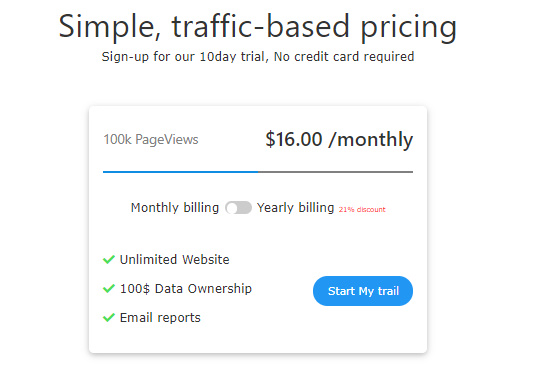 Simple, traffic-based pricing
Sign-up for our 10day trial, No credit card required
100k PageViews $16.00 /monthly
Monthly billing Yearly billing 21% discount
Unlimited Website
100$ Data Ownership
Start My trail
Email reports